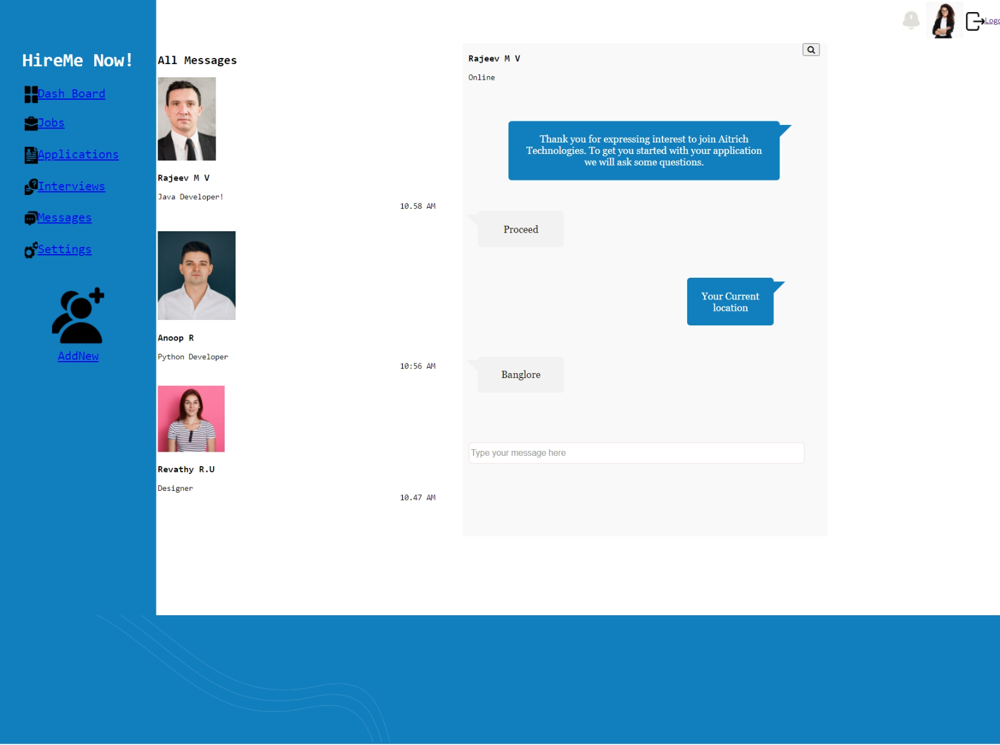 Logo
HireMe Now!
Dash Board
Jobs
Applications
Interviews
Messages
Settings
AddNew
All Messages
Rajeev M V
Java Developer!
10.58 AM
Anoop R
Python Developer
10:56 AM
Revathy R.U
Designer
10.47 AM
Rajeev M V
Online
Thank you for expressing interest to join Aitrich
Technologies. To get you started with your application
we will ask some questions.
Proceed
Your Current
location
Banglore
Type your message here